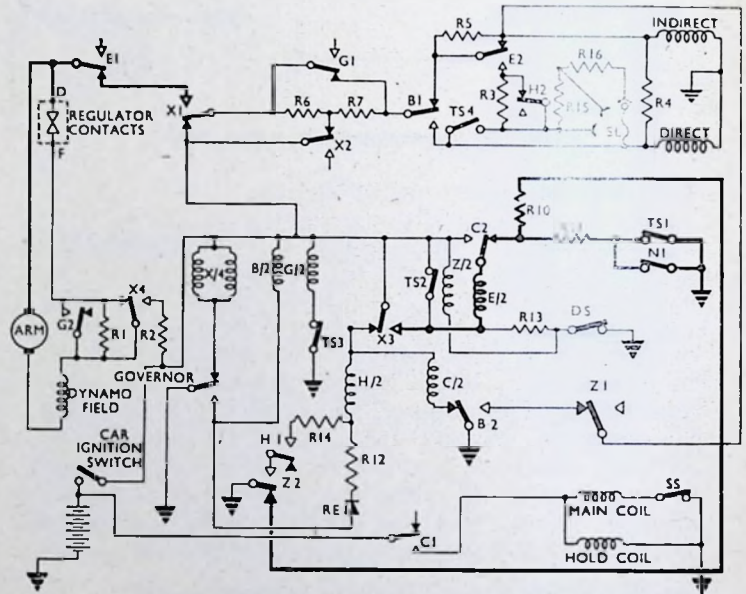 R5
INDIRECT
E1
G1
E2
R16
D
R6
R7
B1
H2
R3
R15
R4
REGULATOR
CONTACTS
X1
TS4
SL
X2
F
DIRECT
R10
C2
TS1
X/4
B/2
G/2
TS2
Z/2
N1
X4
E/2
G2
R1
R2
X3
R13
DS
ARM
GOVERNOR
TS3
DYNAMO
FIELD
H/2
C/2
Z1
B2
CAR
IGNITION
SWITCH
H1
R14
R12
Z2
RE1
SS
MAIN COIL
C1
HOLD COIL